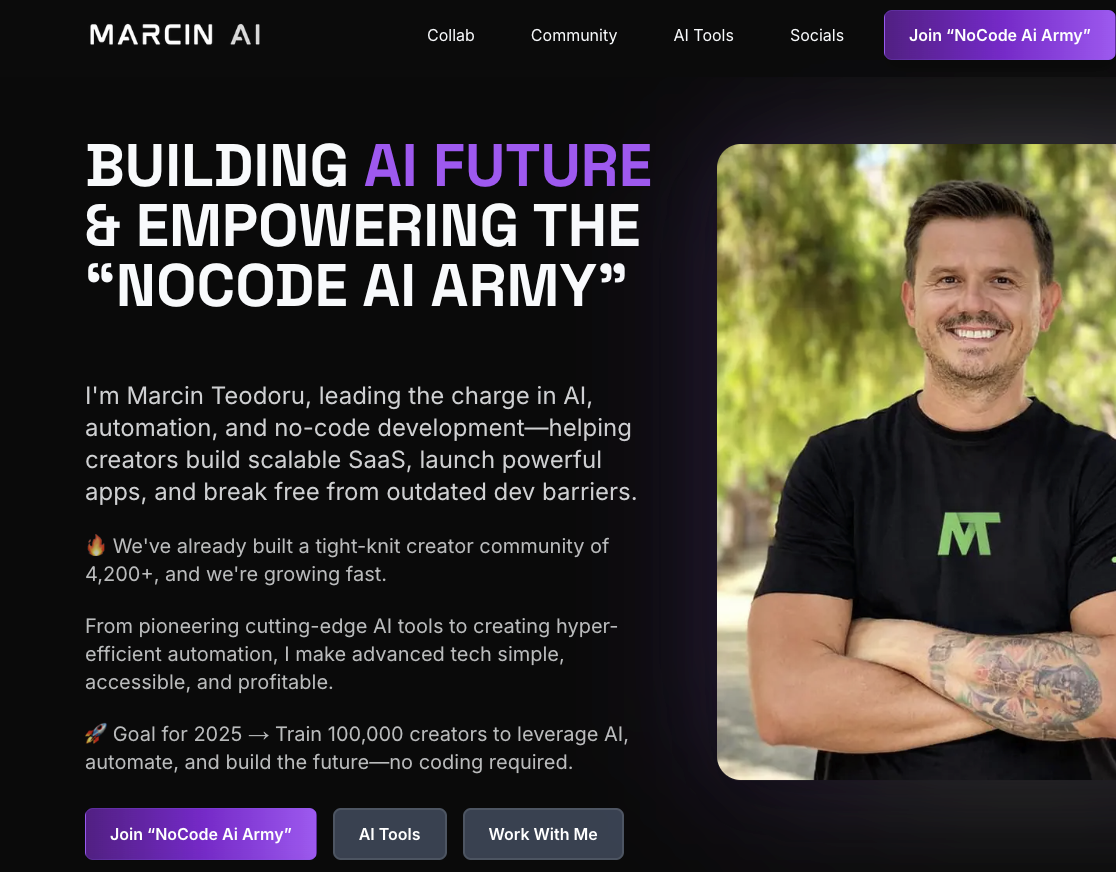 MARCIN AI
Collab
Community
AI Tools
Socials
Join “NoCode Ai Army”
BUILDING AI FUTURE
& EMPOWERING THE
“NOCODE AI ARMY”
I'm Marcin Teodoru, leading the charge in AI,
automation, and no-code development—helping
creators build scalable SaaS, launch powerful
apps, and break free from outdated dev barriers.
🔥 We've already built a tight-knit creator community of
4,200+, and we're growing fast.
From pioneering cutting-edge AI tools to creating hyper-
efficient automation, I make advanced tech simple,
accessible, and profitable.
🚀 Goal for 2025 → Train 100,000 creators to leverage AI,
automate, and build the future—no coding required.
Join “NoCode Ai Army”
AI Tools
Work With Me
MT